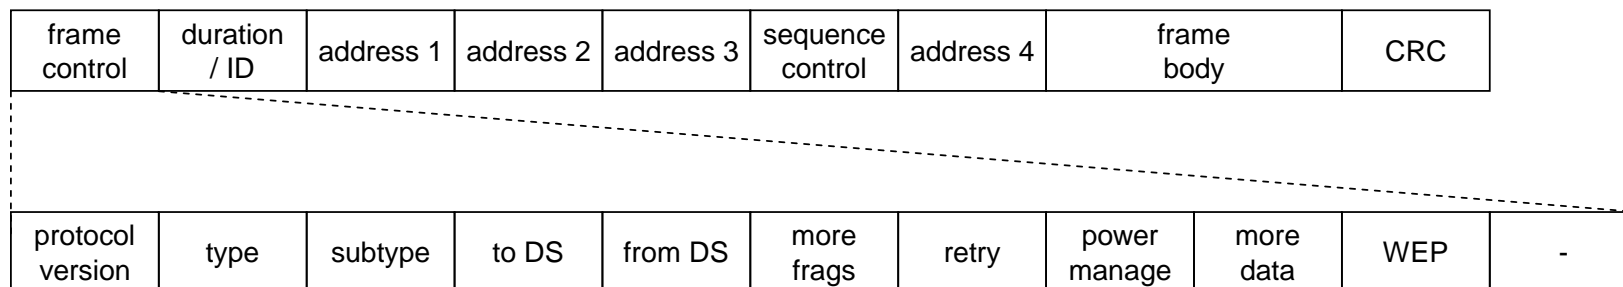 frame control
duration / ID
address 1
address 2
address 3
sequence control
address 4
frame body
CRC
protocol version
type
subtype
to DS
from DS
more frags
retry
power manage
more data
WEP
-